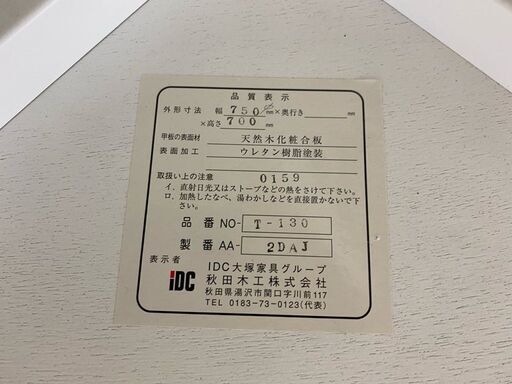 品質表示
外形寸法 幅 750 φ㎜×奥行き ㎜
×高さ 700 ㎜
甲板の表面材 天然木化粧合板
表面加工 ウレタン樹脂塗装
取扱い上の注意 0159
イ．直射日光又はストーブなどの熱をさけて下さい。
ロ．加熱したなべ、湯わかしなどを直接置かないで下さい。
品番 NO- T-130
製番 AA- 2DAJ
表示者 IDC大塚家具グループ
iDC 秋田木工株式会社
秋田県湯沢市関口字川前117
TEL 0183-73-0123(代表)